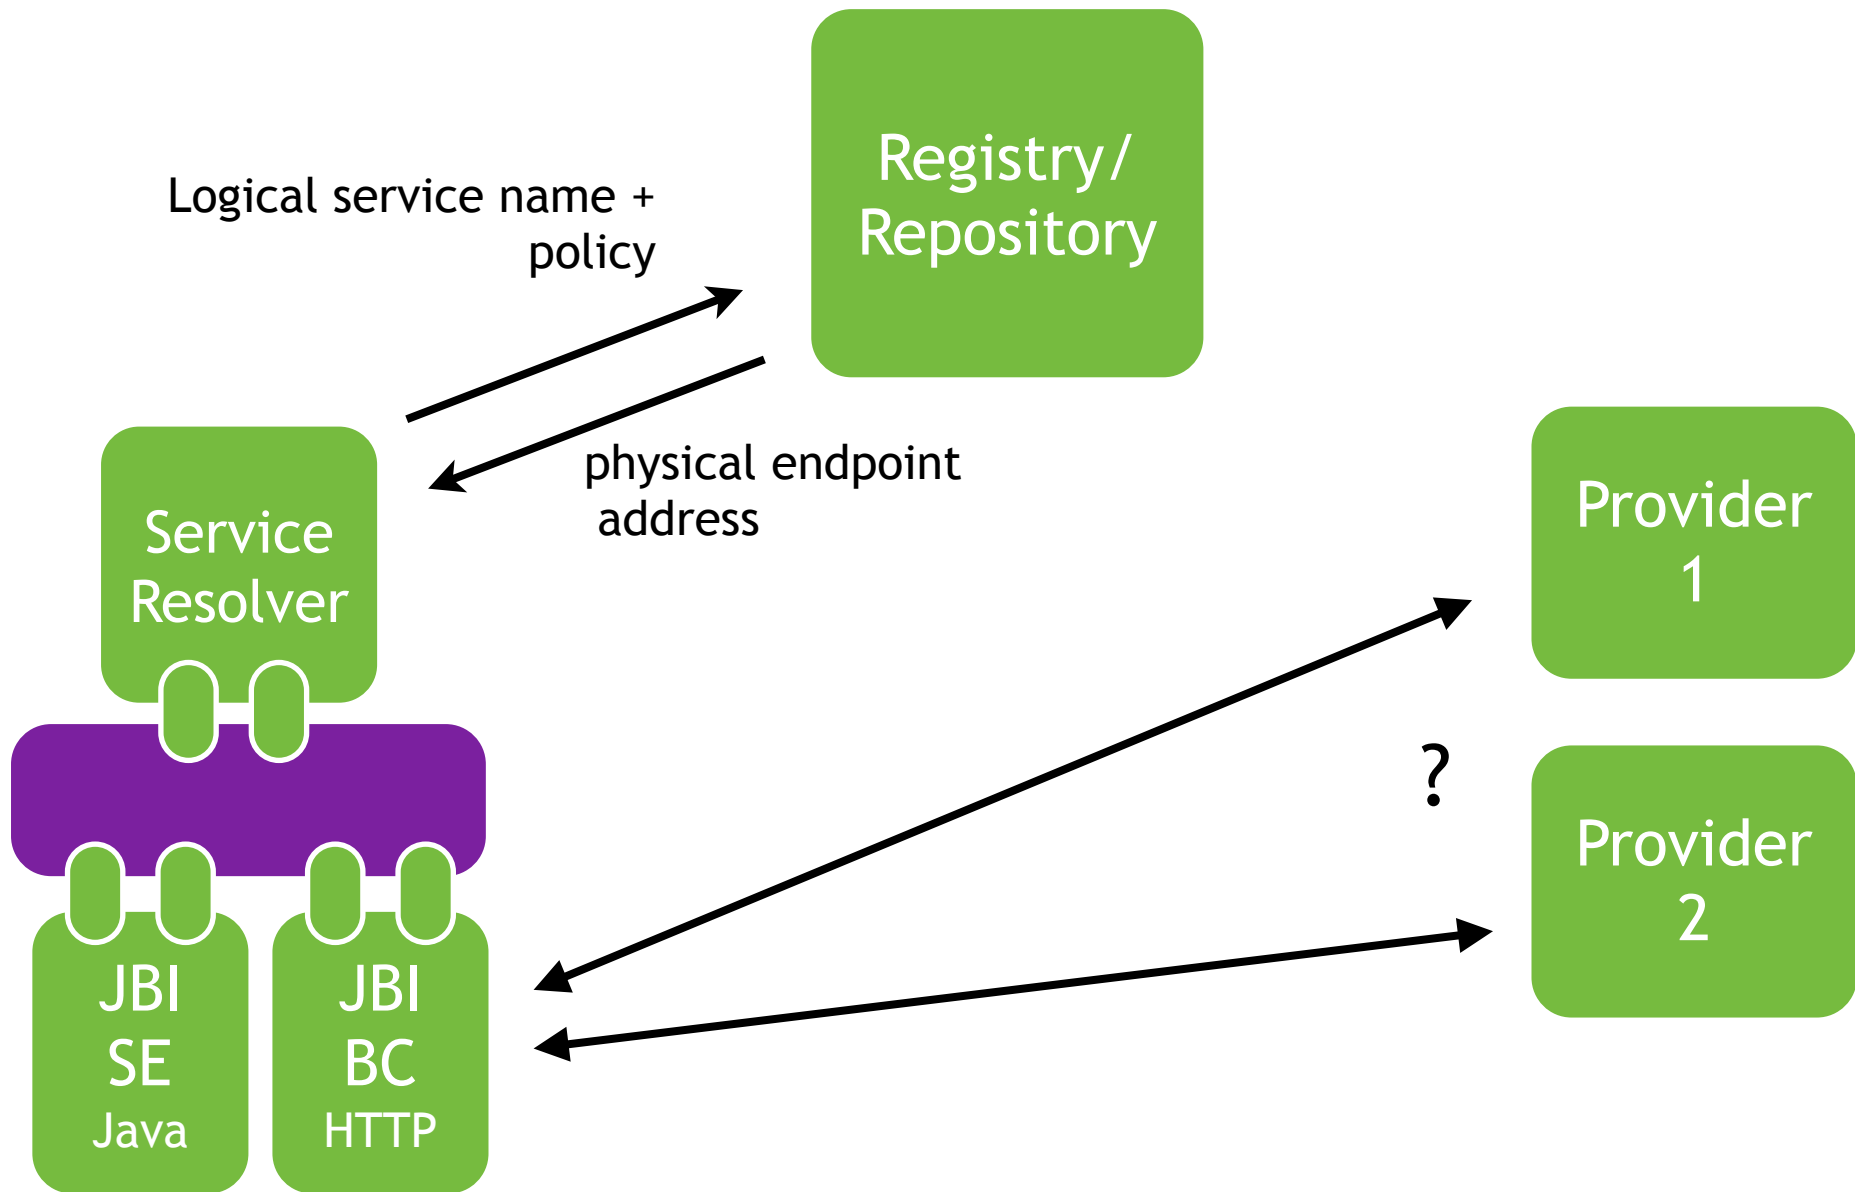 Registry/
Repository
Logical service name +
policy
physical endpoint
address
Service
Resolver
Provider
1
?
Provider
2
JBI
SE
Java
JBI
BC
HTTP